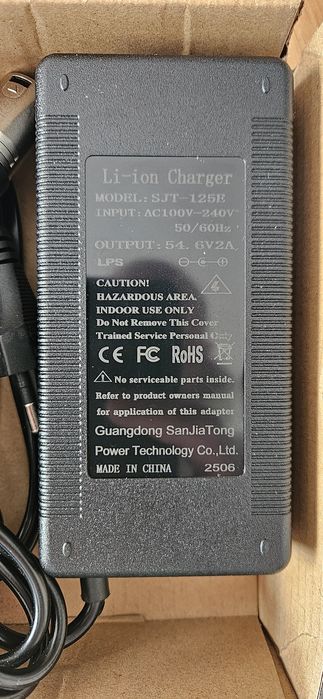 Li-ion Charger
MODEL: SJT-125E
INPUT: AC100V-240V
50/60Hz
OUTPUT: 54.6V2A
LPS
CAUTION!
HAZARDOUS AREA.
INDOOR USE ONLY
Do Not Remove This Cover
Trained Service Personal Only
CE FC RoHS
No serviceable parts inside.
Refer to product owners manual
for application of this adapter
Guangdong SanJiaTong
Power Technology Co.,Ltd.
MADE IN CHINA 2506